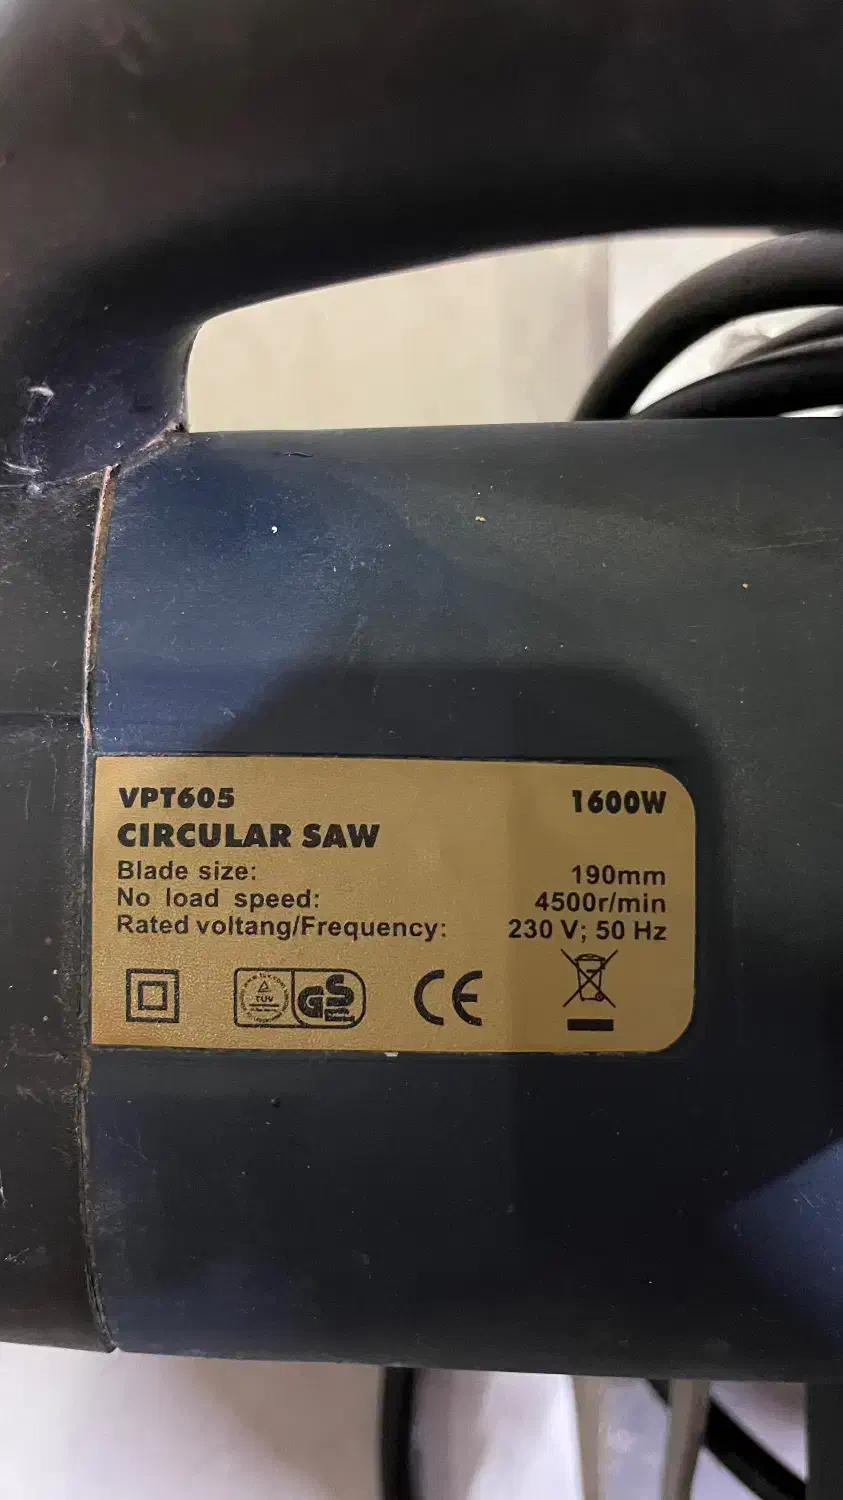 VPT605 1600W
CIRCULAR SAW
Blade size: 190mm
No load speed: 4500r/min
Rated voltang/Frequency: 230 V; 50 Hz
TÜV GS CE